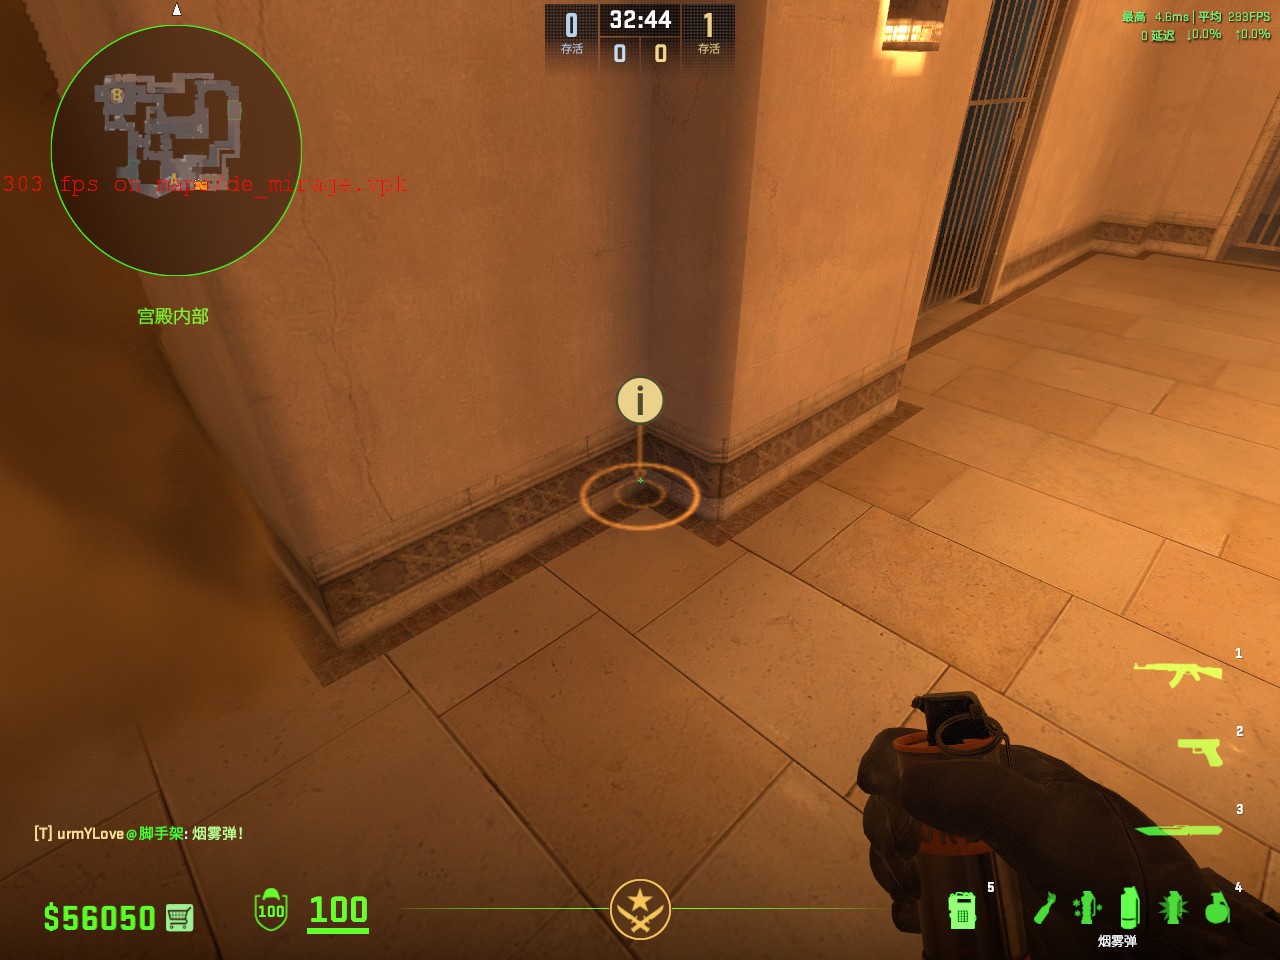 0 32:44 1
存活 0 0 存活
最高 4.6ms | 平均 293FPS
0 延迟 ↓0.0% ↑0.0%
B
A
303 fps on maps/de_mirage.vpk
宫殿内部
i
1
2
3
[T] urmYLove@脚手架: 烟雾弹!
5
4
$56050
100
100
烟雾弹